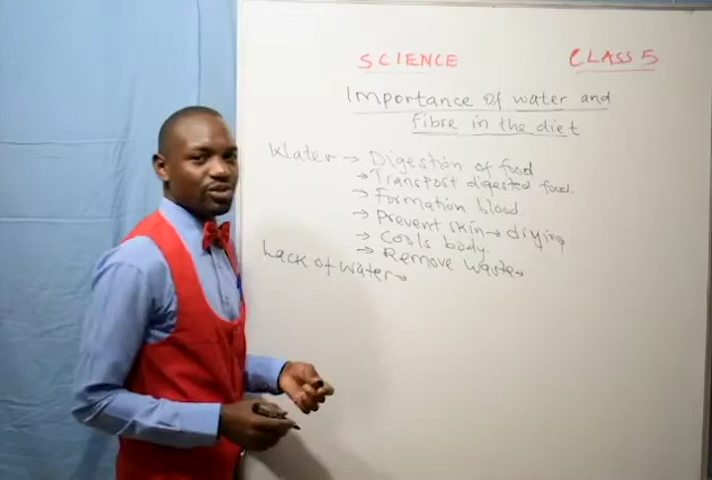 SCIENCE CLASS 5
Importance of water and
fibre in the diet
Water → Digestion of food
→ Transport digested food.
→ Formation blood
→ Prevent skin → drying
→ Cools body.
→ Remove waste→
Lack of water→